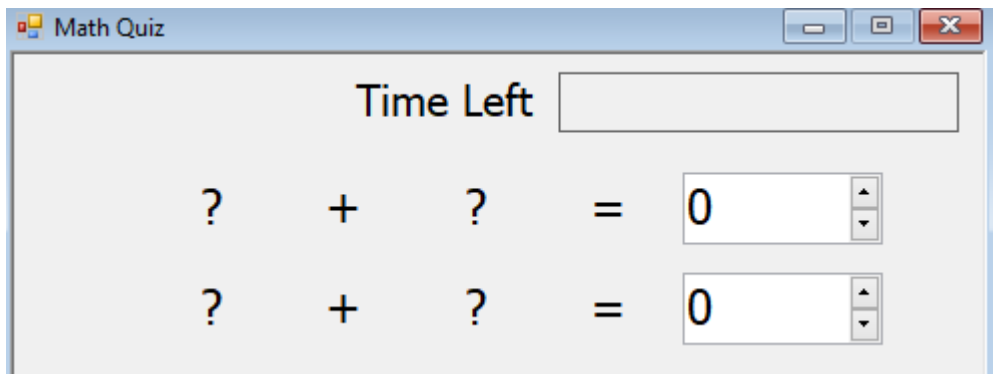 Math Quiz
Time Left
? + ? = 0
? + ? = 0